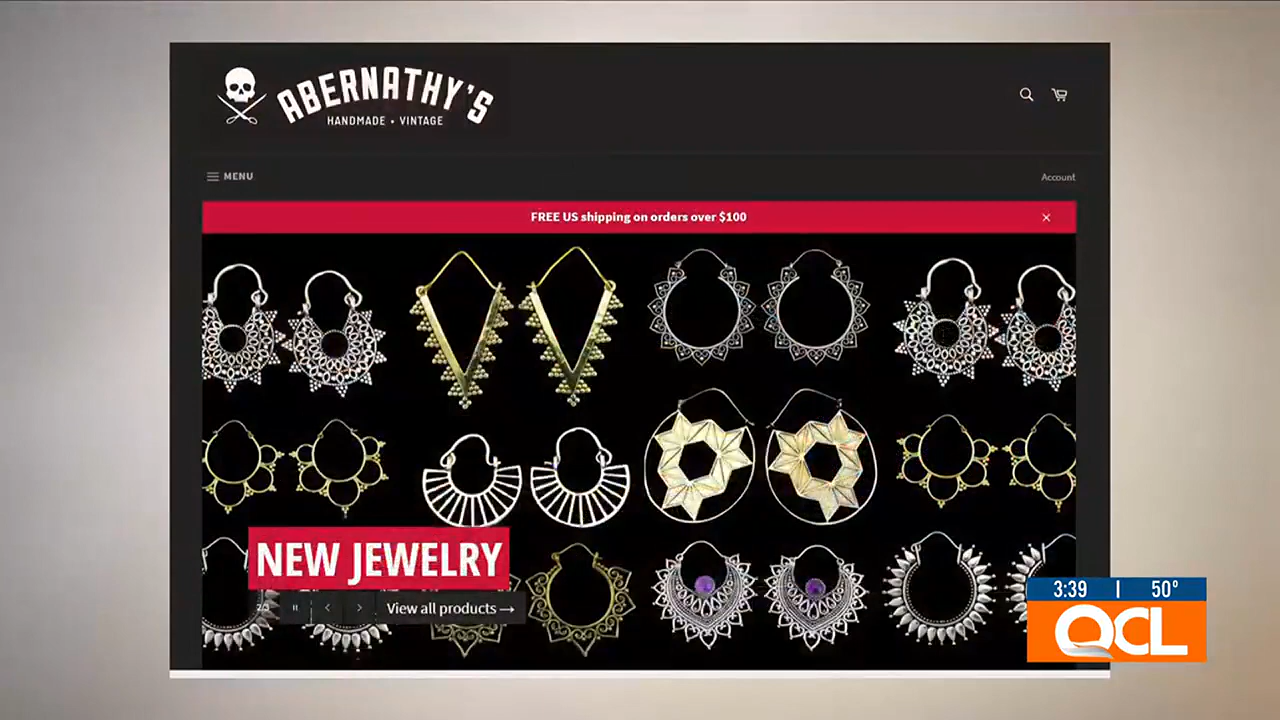 ABERNATHY'S
HANDMADE • VINTAGE
MENU
Account
FREE US shipping on orders over $100
NEW JEWELRY
View all products →
3:39 | 50°
QCL